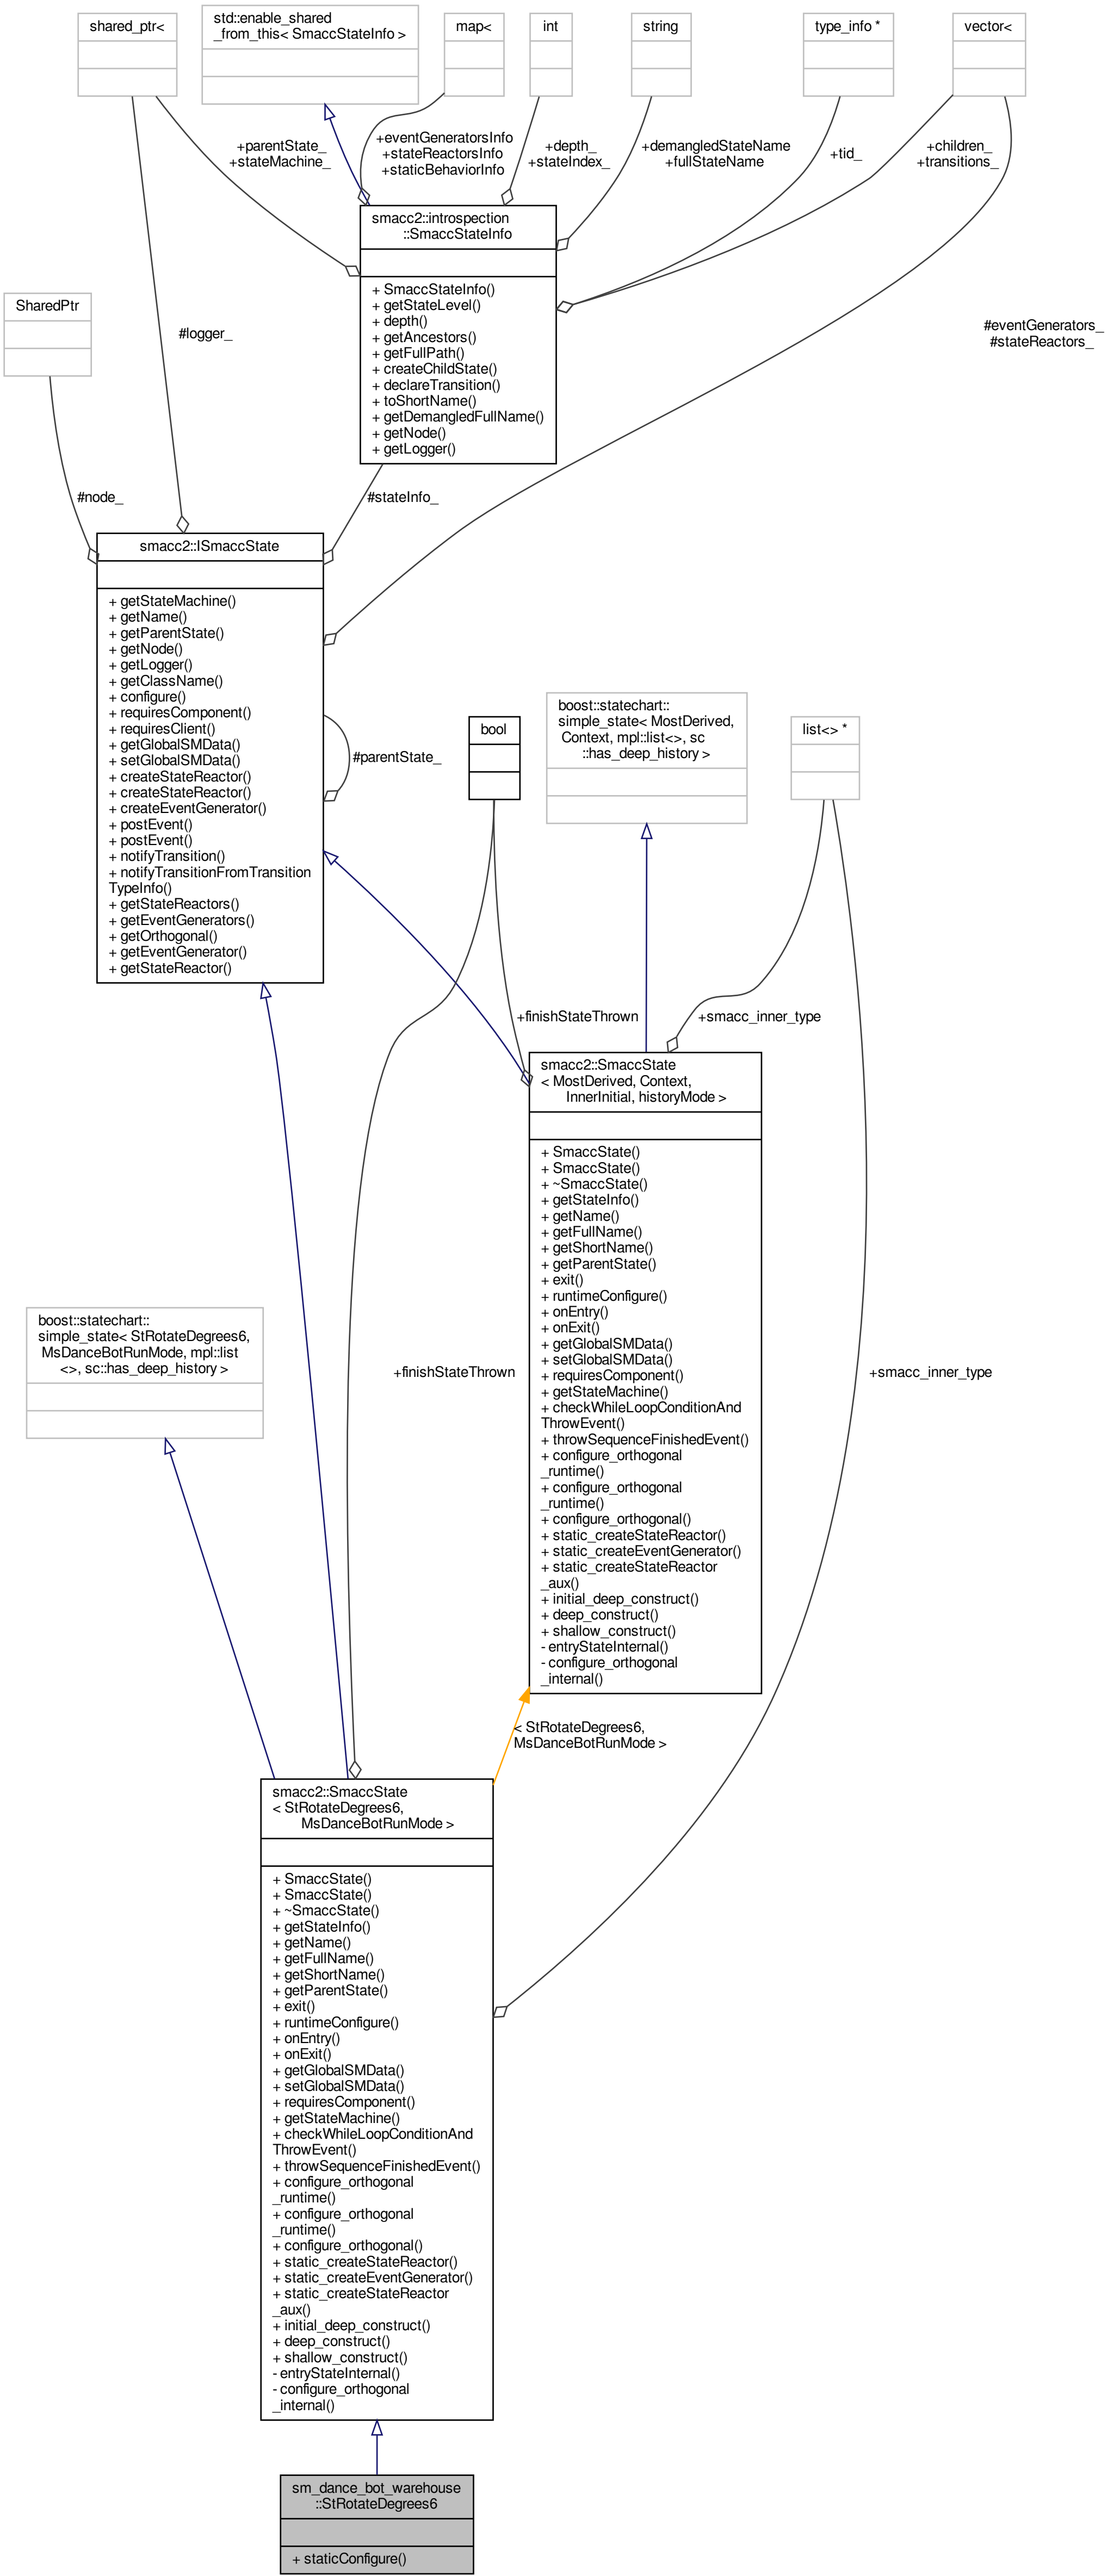 shared_ptr<
std::enable_shared
_from_this< SmaccStateInfo >
map<
int
string
type_info *
vector<
+parentState_
+stateMachine_
+eventGeneratorsInfo
+stateReactorsInfo
+staticBehaviorInfo
+depth_
+stateIndex_
+demangledStateName
+fullStateName
+tid_
+children_
+transitions_
smacc2::introspection
::SmaccStateInfo
+ SmaccStateInfo()
+ getStateLevel()
+ depth()
+ getAncestors()
+ getFullPath()
+ createChildState()
+ declareTransition()
+ toShortName()
+ getDemangledFullName()
+ getNode()
+ getLogger()
SharedPtr
#logger_
#eventGenerators_
#stateReactors_
#node_
#stateInfo_
smacc2::ISmaccState
+ getStateMachine()
+ getName()
+ getParentState()
+ getNode()
+ getLogger()
+ getClassName()
+ configure()
+ requiresComponent()
+ requiresClient()
+ getGlobalSMData()
+ setGlobalSMData()
+ createStateReactor()
+ createStateReactor()
+ createEventGenerator()
+ postEvent()
+ postEvent()
+ notifyTransition()
+ notifyTransitionFromTransition
TypeInfo()
+ getStateReactors()
+ getEventGenerators()
+ getOrthogonal()
+ getEventGenerator()
+ getStateReactor()
#parentState_
bool
boost::statechart::
simple_state< MostDerived,
Context, mpl::list<>, sc
::has_deep_history >
list<> *
+finishStateThrown
+smacc_inner_type
smacc2::SmaccState
< MostDerived, Context,
InnerInitial, historyMode >
+ SmaccState()
+ SmaccState()
+ ~SmaccState()
+ getStateInfo()
+ getName()
+ getFullName()
+ getShortName()
+ getParentState()
+ exit()
+ runtimeConfigure()
+ onEntry()
+ onExit()
+ getGlobalSMData()
+ setGlobalSMData()
+ requiresComponent()
+ getStateMachine()
+ checkWhileLoopConditionAnd
ThrowEvent()
+ throwSequenceFinishedEvent()
+ configure_orthogonal
_runtime()
+ configure_orthogonal
_runtime()
+ configure_orthogonal()
+ static_createStateReactor()
+ static_createEventGenerator()
+ static_createStateReactor
_aux()
+ initial_deep_construct()
+ deep_construct()
+ shallow_construct()
- entryStateInternal()
- configure_orthogonal
_internal()
boost::statechart::
simple_state< StRotateDegrees6,
MsDanceBotRunMode, mpl::list
<>, sc::has_deep_history >
+finishStateThrown
+smacc_inner_type
< StRotateDegrees6,
MsDanceBotRunMode >
smacc2::SmaccState
< StRotateDegrees6,
MsDanceBotRunMode >
+ SmaccState()
+ SmaccState()
+ ~SmaccState()
+ getStateInfo()
+ getName()
+ getFullName()
+ getShortName()
+ getParentState()
+ exit()
+ runtimeConfigure()
+ onEntry()
+ onExit()
+ getGlobalSMData()
+ setGlobalSMData()
+ requiresComponent()
+ getStateMachine()
+ checkWhileLoopConditionAnd
ThrowEvent()
+ throwSequenceFinishedEvent()
+ configure_orthogonal
_runtime()
+ configure_orthogonal
_runtime()
+ configure_orthogonal()
+ static_createStateReactor()
+ static_createEventGenerator()
+ static_createStateReactor
_aux()
+ initial_deep_construct()
+ deep_construct()
+ shallow_construct()
- entryStateInternal()
- configure_orthogonal
_internal()
sm_dance_bot_warehouse
::StRotateDegrees6
+ staticConfigure()